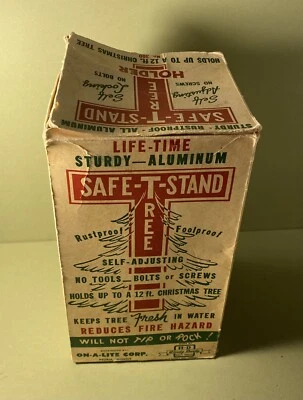 HOLDS UP TO A 12 ft. CHRISTMAS TREE
No. 500
NO SCREWS
NO BOLTS
HOLDER
TREE
Self Adjusting
Self Locking
SAFE-T-STAND
STURDY - RUSTPROOF - ALL ALUMINUM
LIFE-TIME
STURDY—ALUMINUM
SAFE-T-STAND
TREE
Rustproof
Foolproof
SELF-ADJUSTING
NO TOOLS BOLTS or SCREWS
HOLDS UP TO A 12 ft. CHRISTMAS TREE
KEEPS TREE Fresh IN WATER
REDUCES FIRE HAZARD
WILL NOT TIP OR ROCK!
ON-A-LITE CORP.